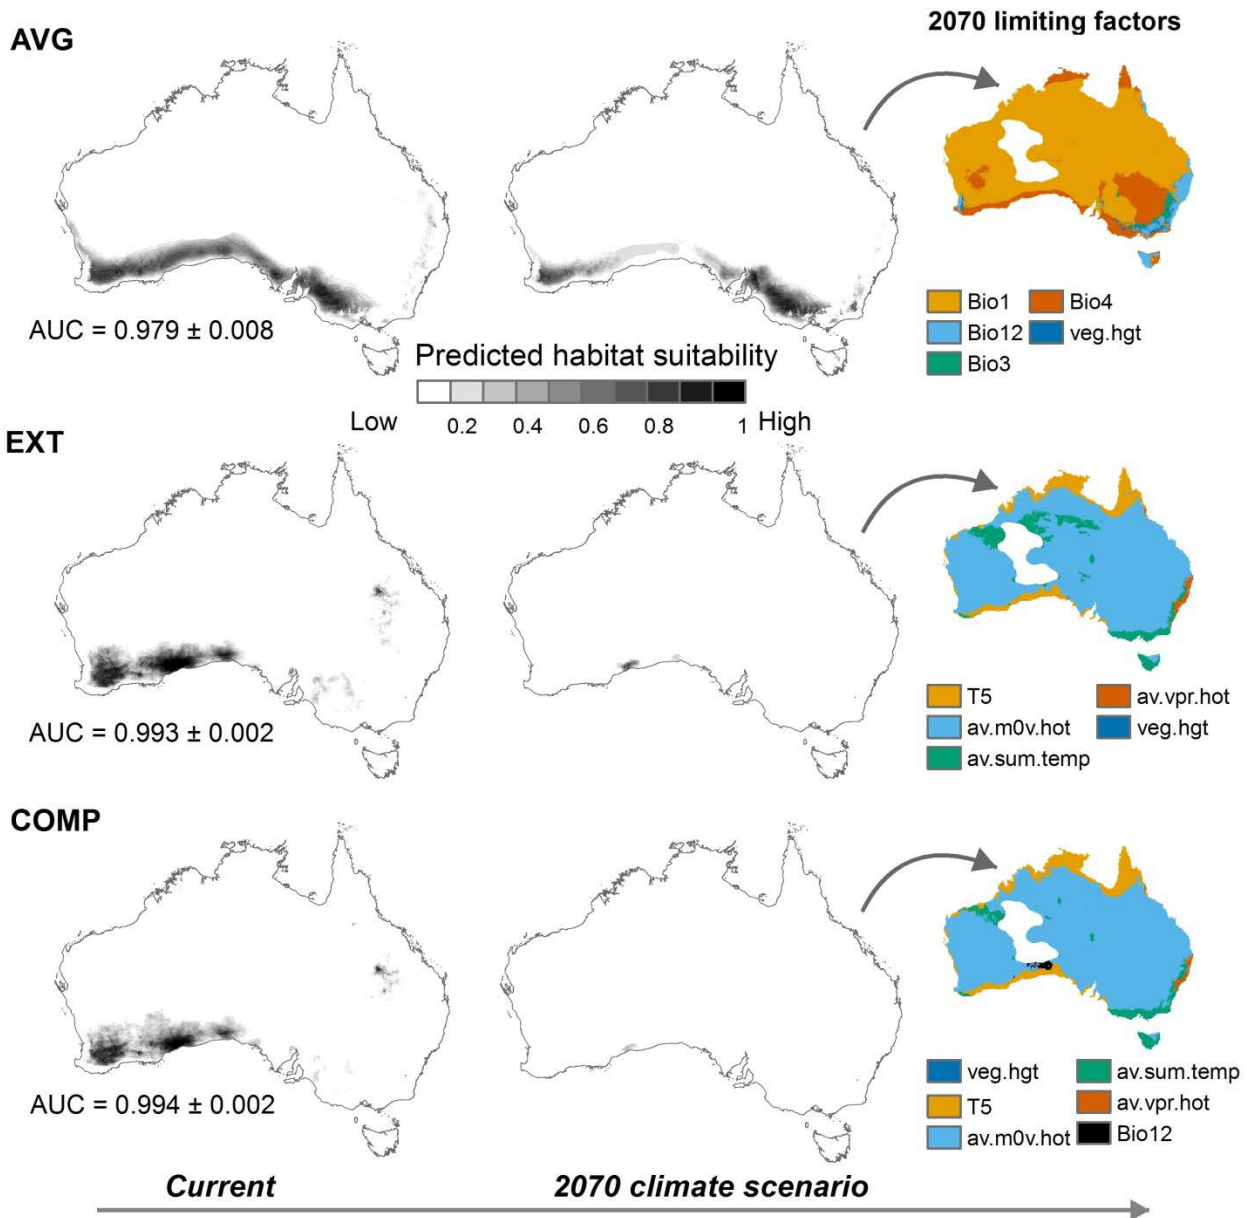 2070 limiting factors
AVG
AUC = 0.979 ± 0.008
Bio1
Bio4
Bio12
veg.hgt
Bio3
Predicted habitat suitability
Low 0.2 0.4 0.6 0.8 1 High
EXT
AUC = 0.993 ± 0.002
T5
av.vpr.hot
av.m0v.hot
veg.hgt
av.sum.temp
COMP
AUC = 0.994 ± 0.002
veg.hgt
av.sum.temp
T5
av.vpr.hot
av.m0v.hot
Bio12
Current
2070 climate scenario